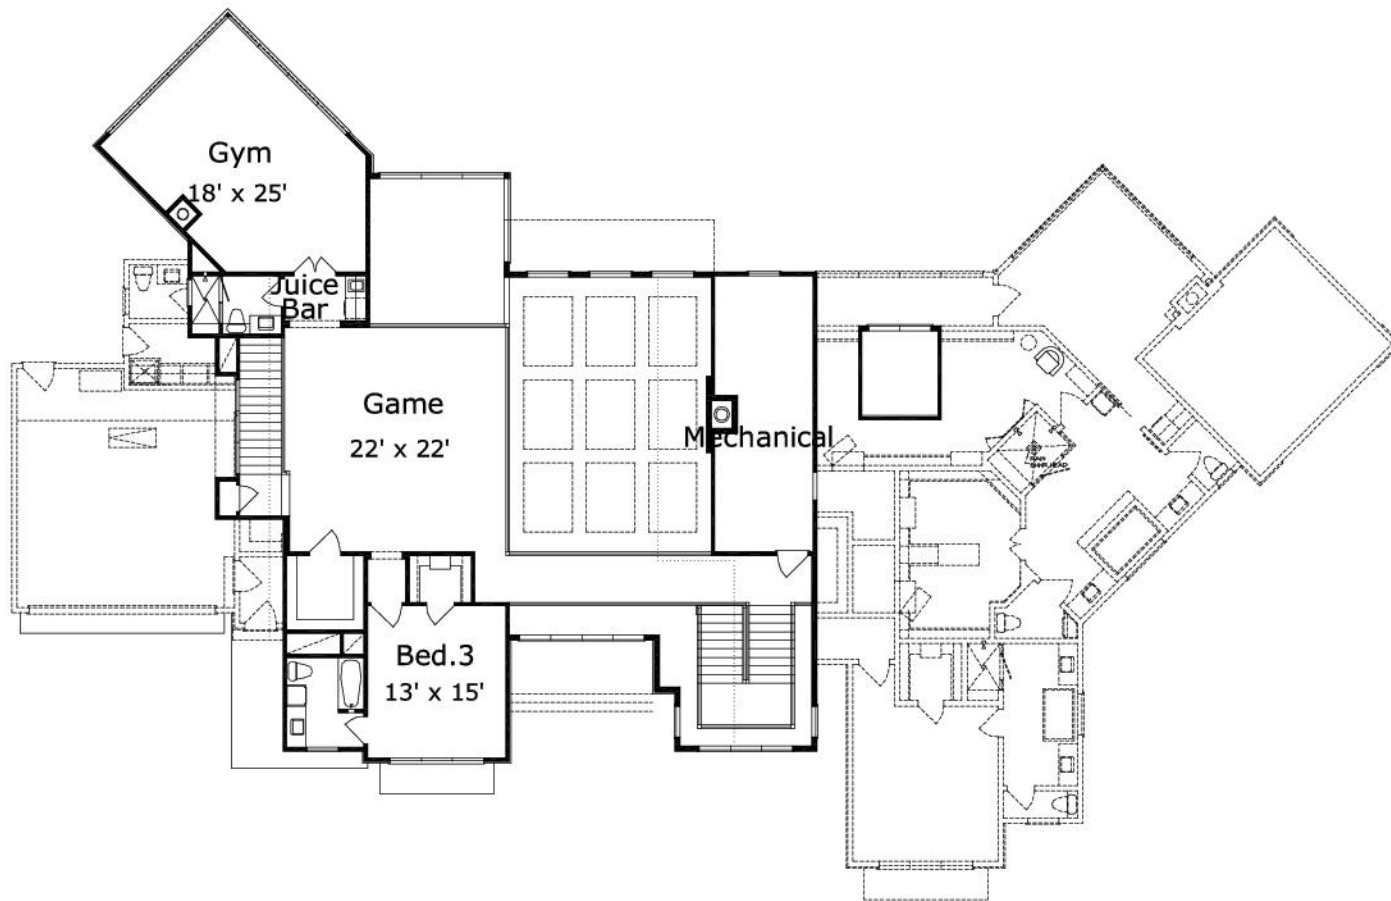 Gym
18' x 25'
Juice
Bar
Game
22' x 22'
Mechanical
Bed.3
13' x 15'